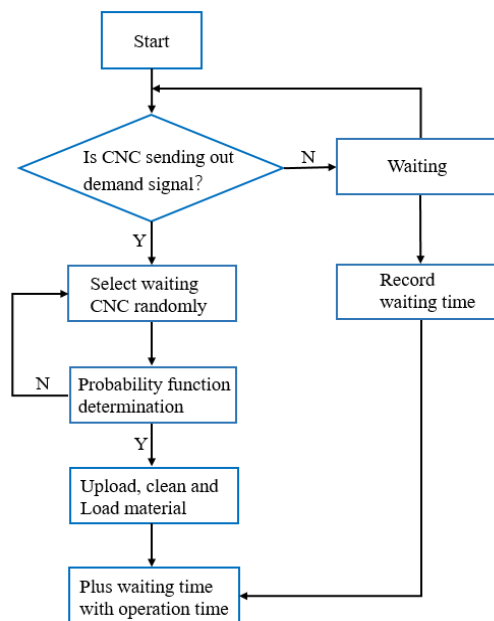 Start
Is CNC sending out
demand signal?
N
Waiting
Y
Select waiting
CNC randomly
Record
waiting time
N
Probability function
determination
Y
Upload, clean and
Load material
Plus waiting time
with operation time